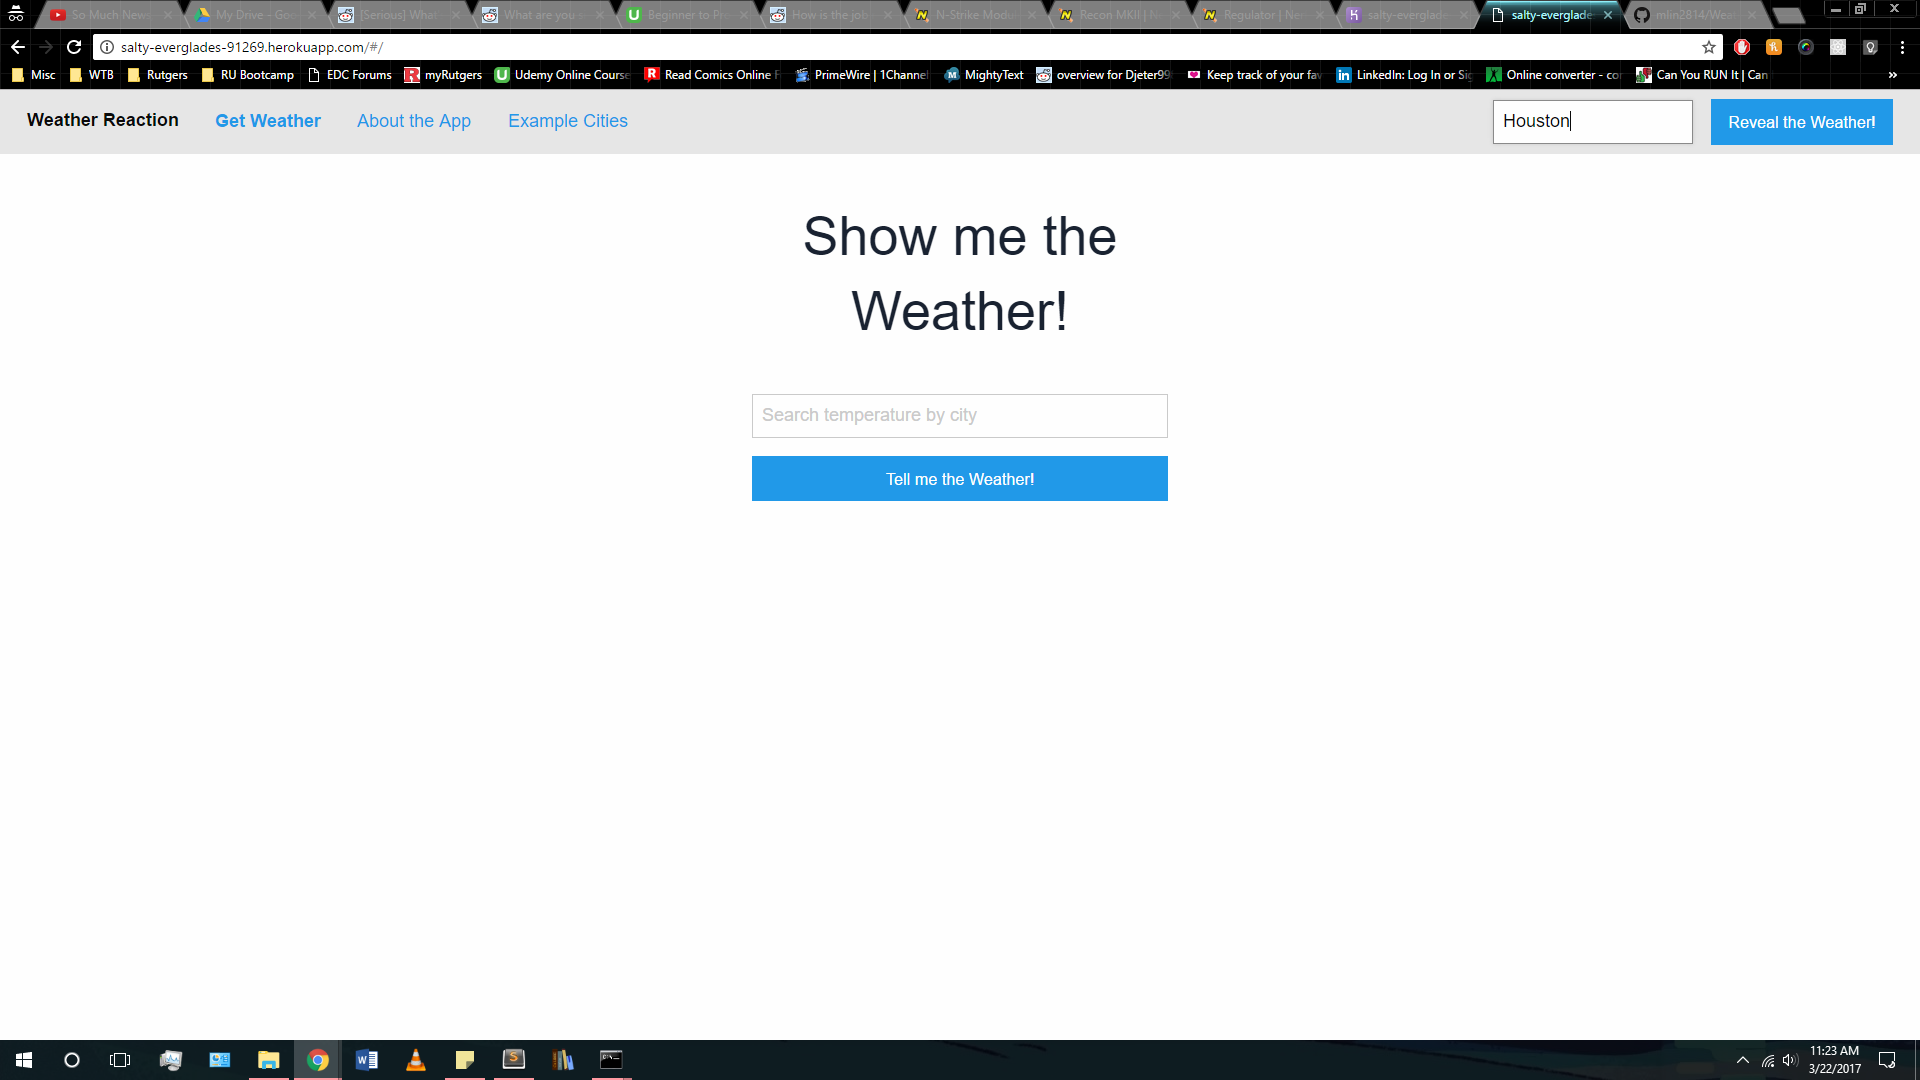 So Much New
My Drive - Goo
[Serious] What
What are you
Beginner to Pr
How is the job
N-Strike Modu
Recon MKII |
Regulator | Ne
salty-everglade
salty-everglade
mlin2814/Wea
salty-everglades-91269.herokuapp.com/#/
Misc
WTB
Rutgers
RU Bootcamp
EDC Forums
myRutgers
Udemy Online Course
Read Comics Online F
PrimeWire | 1Channel
MightyText
overview for Djeter99
Keep track of your fav
LinkedIn: Log In or Sig
Online converter - co
Can You RUN It | Can
»
Weather Reaction
Get Weather
About the App
Example Cities
Houston
Reveal the Weather!
Show me the
Weather!
Search temperature by city
Tell me the Weather!
11:23 AM
3/22/2017